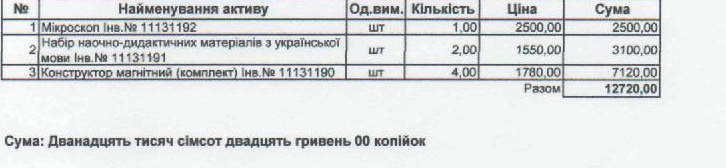 № Найменування активу Од.вим. Кількість Ціна Сума
1 Мікроскоп Інв.№ 11131192 шт 1,00 2500,00 2500,00
2 Набір наочно-дидактичних матеріалів з української мови Інв.№ 11131191 шт 2,00 1550,00 3100,00
3 Конструктор магнітний (комплект) Інв.№ 11131190 шт 4,00 1780,00 7120,00
Разом 12720,00
Сума: Дванадцять тисяч сімсот двадцять гривень 00 копійок